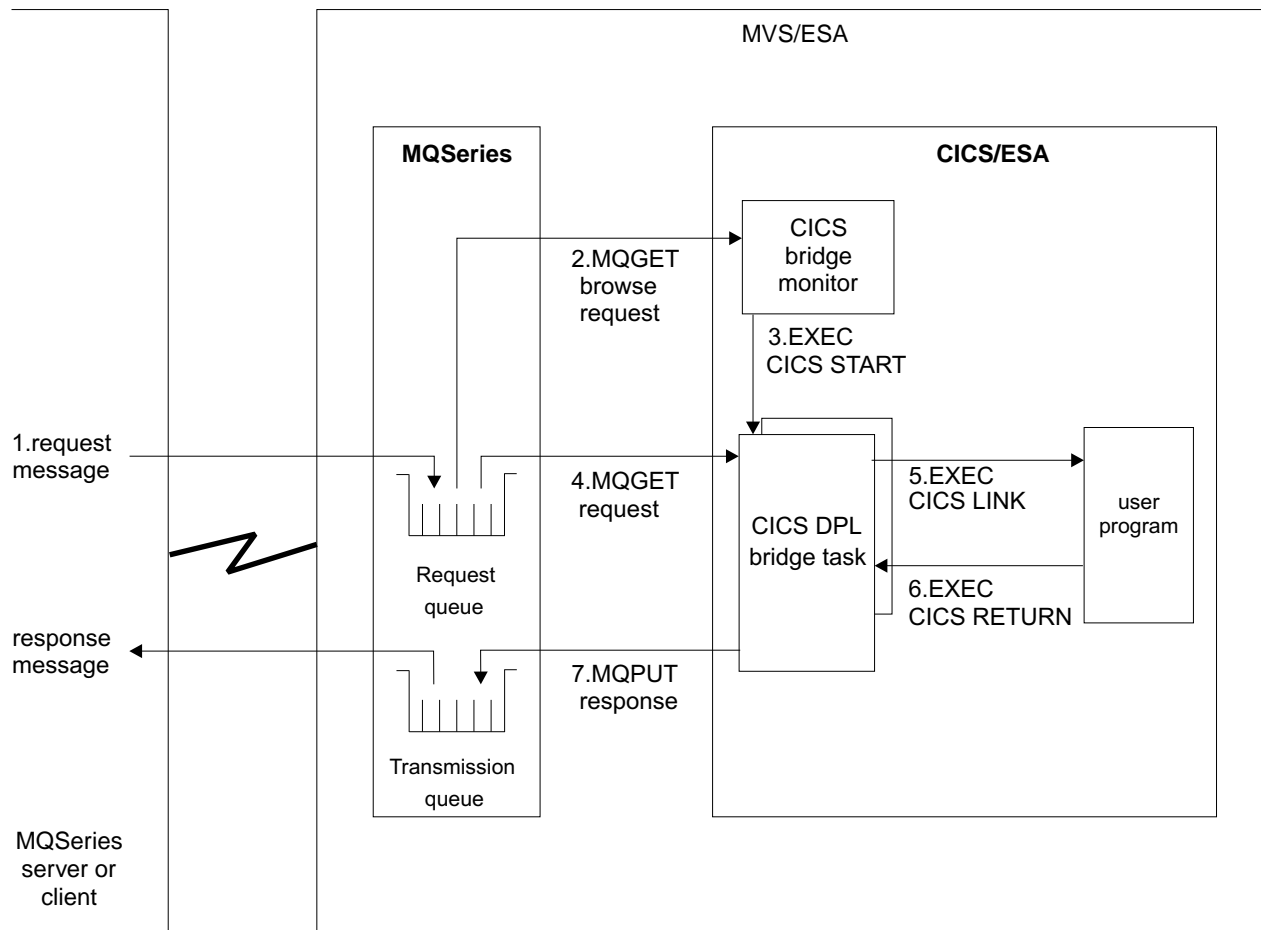 MVS/ESA
MQSeries
CICS/ESA
CICS
bridge
monitor
2.MQGET
browse
request
3.EXEC
CICS START
1.request
message
4.MQGET
request
CICS DPL
bridge task
5.EXEC
CICS LINK
user
program
Request
queue
6.EXEC
CICS RETURN
response
message
7.MQPUT
response
Transmission
queue
MQSeries
server or
client